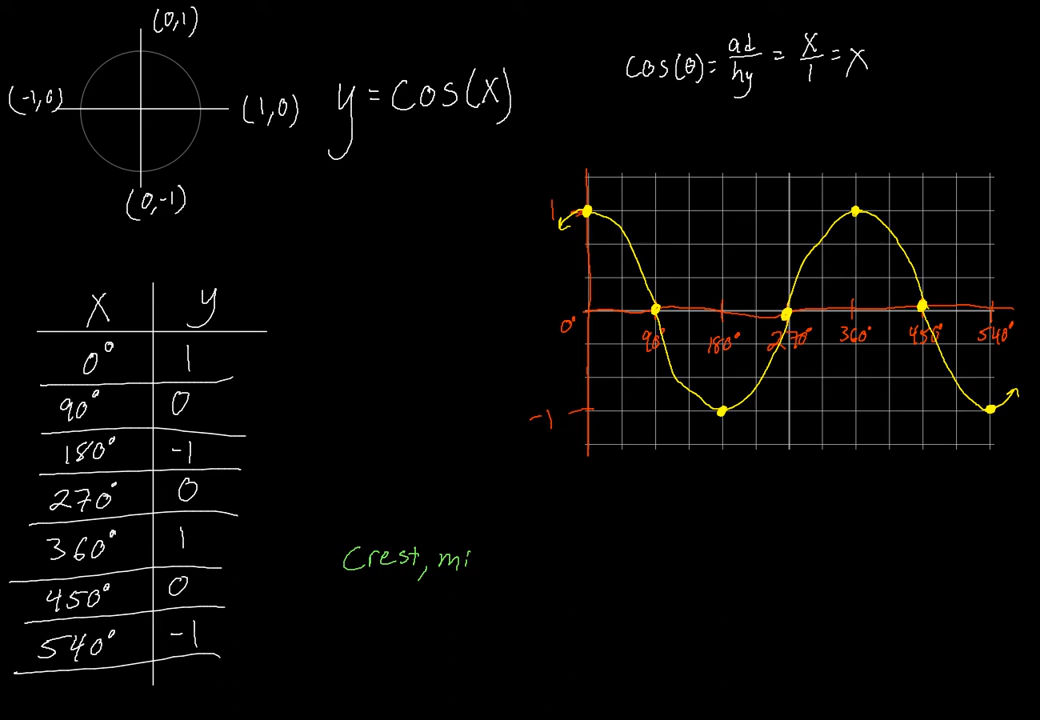 (0,1)
(-1,0)
(1,0)
(0,-1)
y = cos(x)
cos(θ) = ad/hy = x/1 = x
x y
0° 1
90° 0
180° -1
270° 0
360° 1
450° 0
540° -1
1
0° 90° 180° 270° 360° 450° 540°
-1
Crest, mi